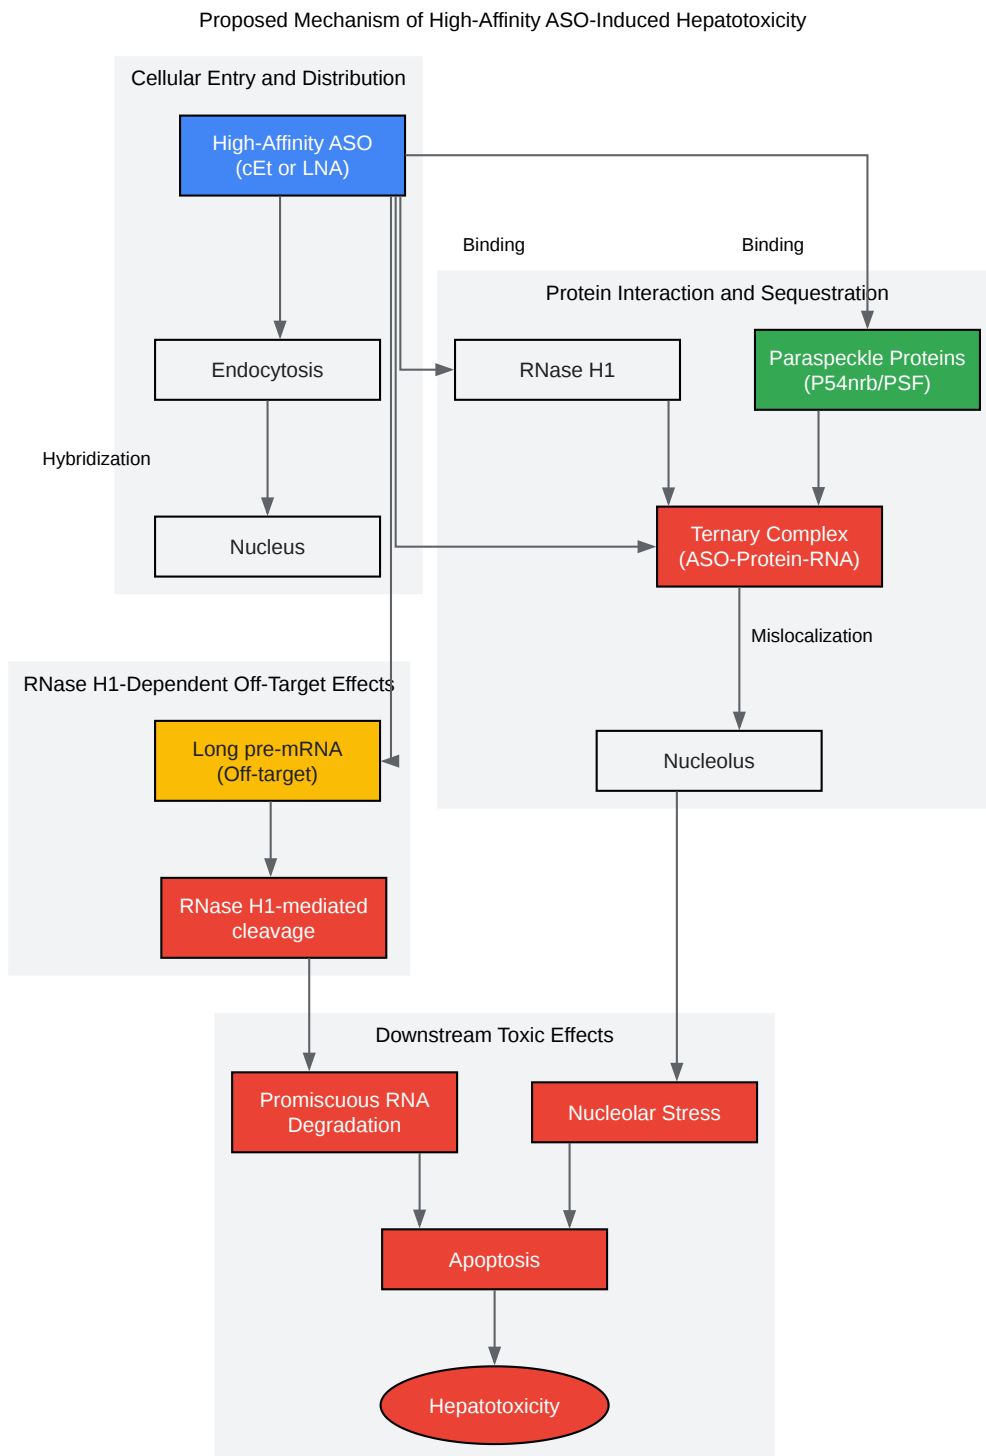 Proposed Mechanism of High-Affinity ASO-Induced Hepatotoxicity
Cellular Entry and Distribution
High-Affinity ASO
(cEt or LNA)
Binding
Binding
Protein Interaction and Sequestration
Endocytosis
RNase H1
Paraspeckle Proteins
(P54nrb/PSF)
Hybridization
Nucleus
Ternary Complex
(ASO-Protein-RNA)
Mislocalization
RNase H1-Dependent Off-Target Effects
Long pre-mRNA
(Off-target)
Nucleolus
RNase H1-mediated
cleavage
Downstream Toxic Effects
Promiscuous RNA
Degradation
Nucleolar Stress
Apoptosis
Hepatotoxicity